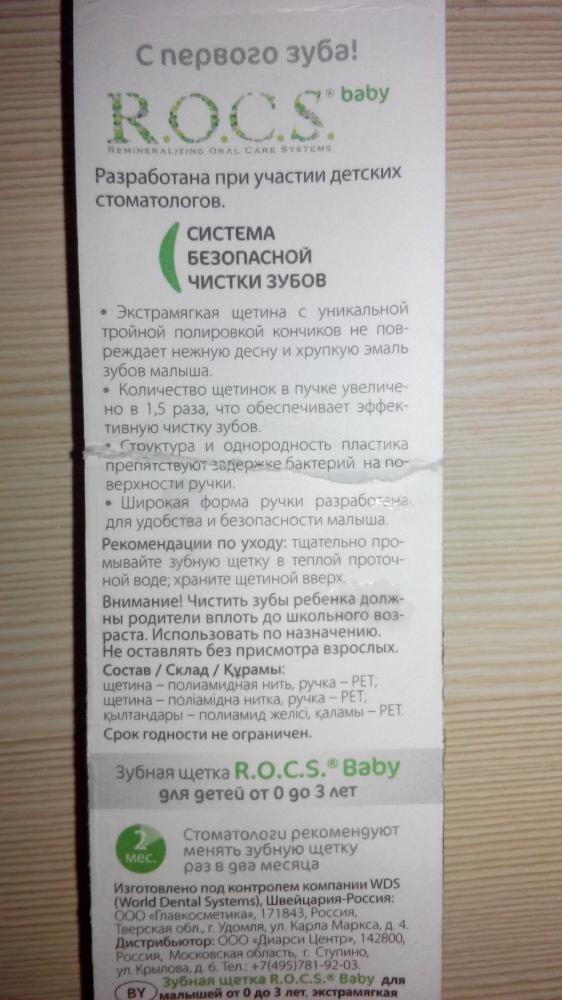 С первого зуба!
R.O.C.S.® baby
REMINERALIZING ORAL CARE SYSTEMS
Разработана при участии детских
стоматологов.
СИСТЕМА
БЕЗОПАСНОЙ
ЧИСТКИ ЗУБОВ
• Экстрамягкая щетина с уникальной
тройной полировкой кончиков не пов-
реждает нежную десну и хрупкую эмаль
зубов малыша.
• Количество щетинок в пучке увеличе-
но в 1,5 раза, что обеспечивает эффек-
тивную чистку зубов.
• Структура и однородность пластика
препятствуют задержке бактерий на по-
верхности ручки.
• Широкая форма ручки разработана
для удобства и безопасности малыша.
Рекомендации по уходу: тщательно про-
мывайте зубную щетку в теплой проточ-
ной воде; храните щетиной вверх.
Внимание! Чистить зубы ребенка долж-
ны родители вплоть до школьного воз-
раста. Использовать по назначению.
Не оставлять без присмотра взрослых.
Состав / Склад / Құрамы:
щетина – полиамидная нить, ручка – PET;
щетина – поліамідна нитка, ручка – PET;
қылтандары – полиамид желісі, қаламы – PET.
Срок годности не ограничен.
Зубная щетка R.O.C.S.® Baby
для детей от 0 до 3 лет
2
мес.
Стоматологи рекомендуют
менять зубную щетку
раз в два месяца
Изготовлено под контролем компании WDS
(World Dental Systems), Швейцария-Россия:
ООО «Главкосметика», 171843, Россия,
Тверская обл., г. Удомля, ул. Карла Маркса, д. 4.
Дистрибьютор: ООО «Диарси Центр», 142800,
Россия, Московская область, г. Ступино,
ул. Крылова, д. 6. Тел.: +7(495)781-92-03.
BY Зубная щетка R.O.C.S.® Baby для
малышей от 0 до 3 лет, экстрамягкая